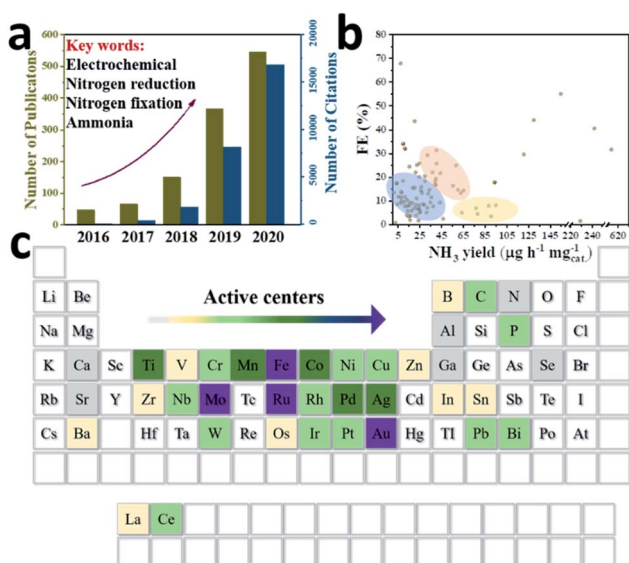 a
Key words:
Electrochemical
Nitrogen reduction
Nitrogen fixation
Ammonia
Number of Publicatons
600
500
400
300
200
100
0
2016 2017 2018 2019 2020
20000
15000
10000
5000
0
Number of Citations
b
FE (%)
80
70
60
50
40
30
20
10
0
5 25 45 65 85 105 135 145 220 240 620
NH3 yield (μg h-1 mg-1cat.)
c
Active centers
Li Be B C N O F
Na Mg Al Si P S Cl
K Ca Sc Ti V Cr Mn Fe Co Ni Cu Zn Ga Ge As Se Br
Rb Sr Y Zr Nb Mo Tc Ru Rh Pd Ag Cd In Sn Sb Te I
Cs Ba Hf Ta W Re Os Ir Pt Au Hg Tl Pb Bi Po At
La Ce